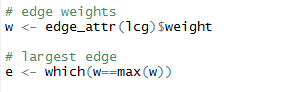 # edge weights
w <- edge_attr(lcg)$weight
# largest edge
e <- which(w==max(w))